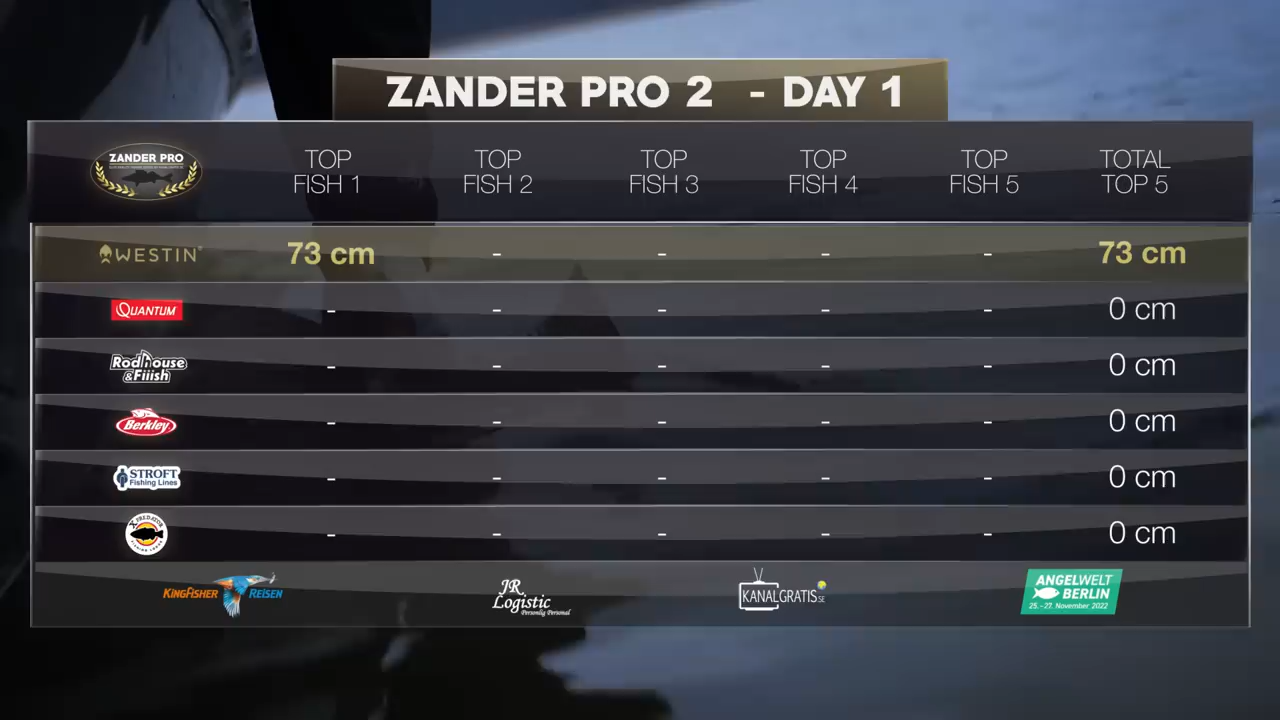 ZANDER PRO 2 - DAY 1
ZANDER PRO
TOP FISH 1
TOP FISH 2
TOP FISH 3
TOP FISH 4
TOP FISH 5
TOTAL TOP 5
WESTIN® 73 cm - - - - 73 cm
QUANTUM - - - - - 0 cm
Rodhouse & Fiiish - - - - - 0 cm
Berkley - - - - - 0 cm
STROFT Fishing Lines - - - - - 0 cm
X PREDATOR - - - - - 0 cm
KINGFISHER REISEN
JR
Logistic
Personlig Personal
KANALGRATIS.SE
ANGELWELT
BERLIN
25.-27. November 2022